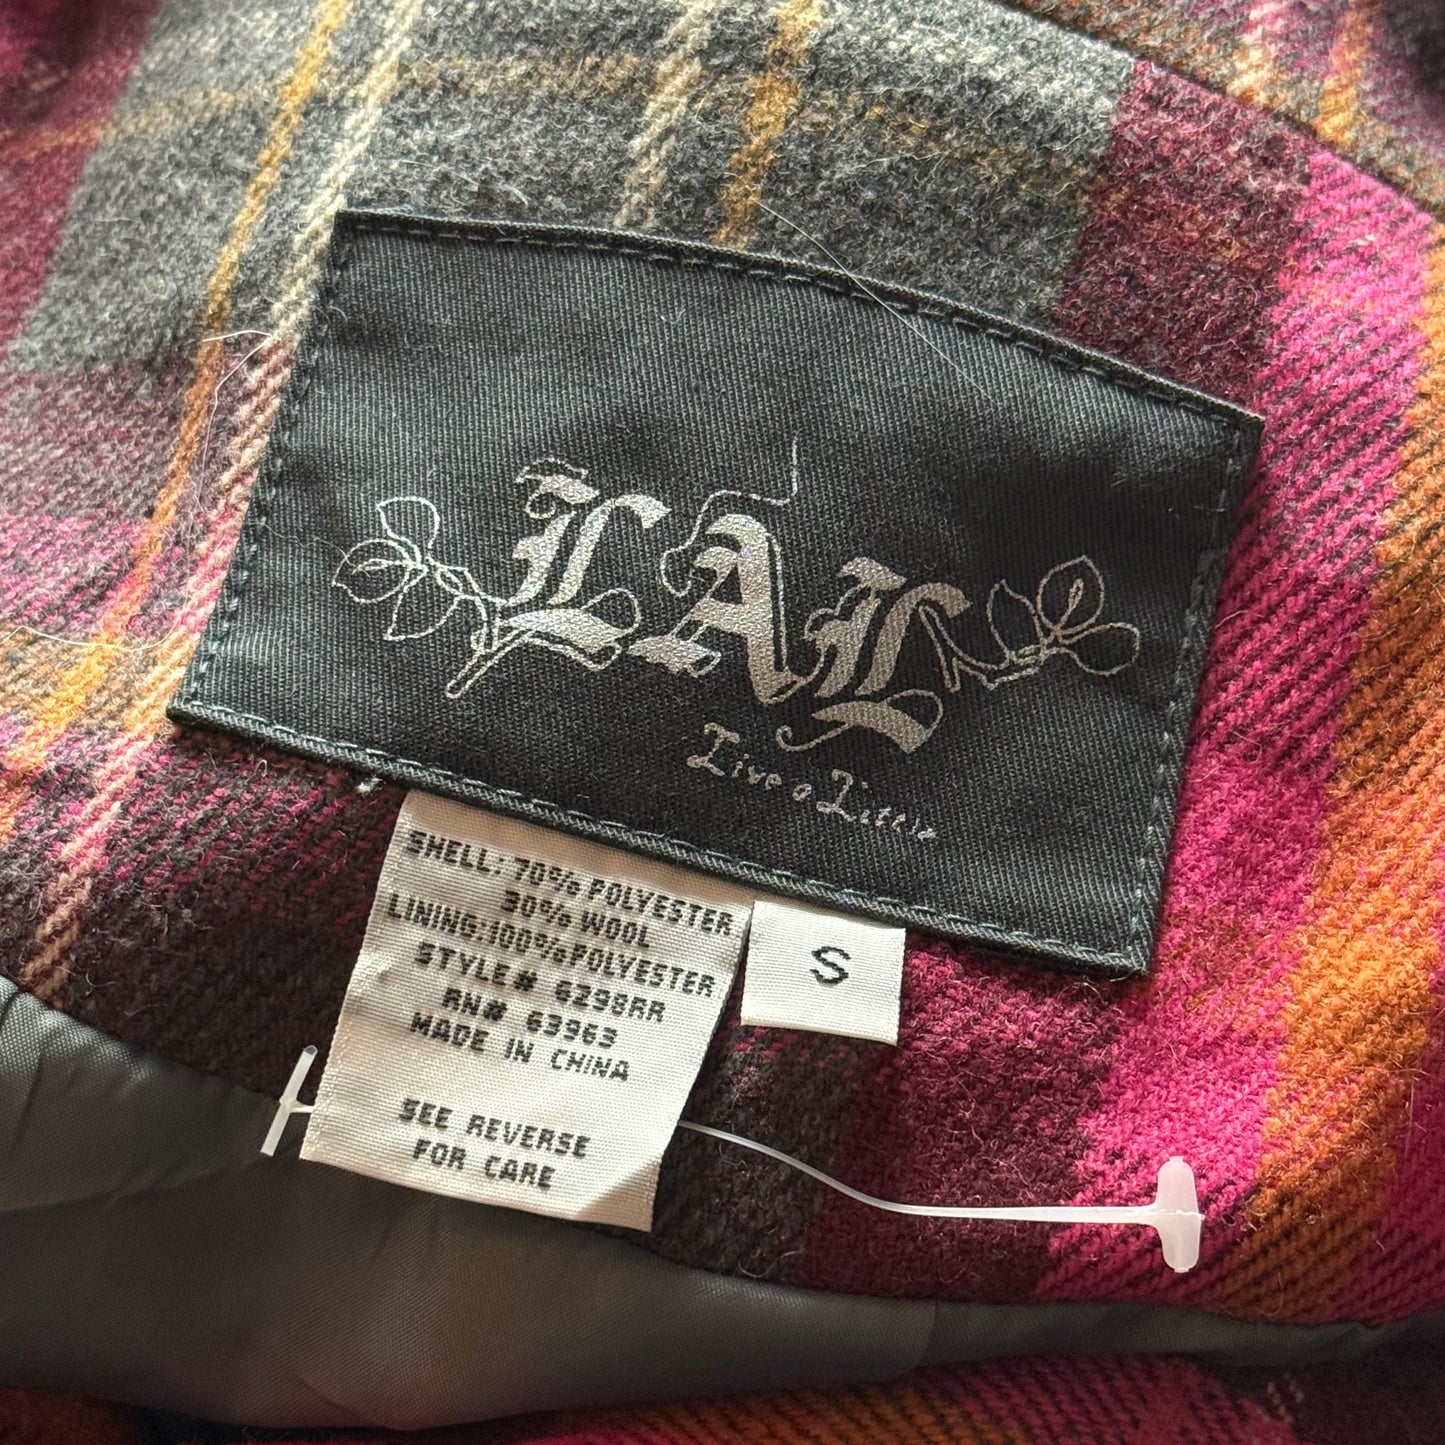 LAL
Live a Little
SHELL: 70% POLYESTER
30% WOOL
LINING:100%POLYESTER
STYLE# 6298RR
RN# 63963
MADE IN CHINA
SEE REVERSE
FOR CARE
S